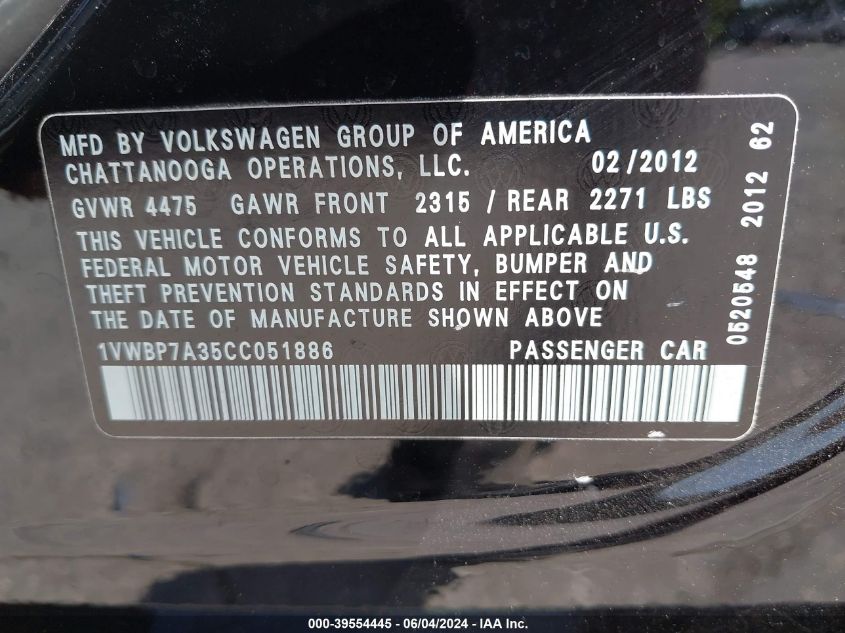 MFD BY VOLKSWAGEN GROUP OF AMERICA
CHATTANOOGA OPERATIONS, LLC. 02/2012
GVWR 4475 GAWR FRONT 2315 / REAR 2271 LBS
THIS VEHICLE CONFORMS TO ALL APPLICABLE U.S.
FEDERAL MOTOR VEHICLE SAFETY, BUMPER AND
THEFT PREVENTION STANDARDS IN EFFECT ON
THE DATE OF MANUFACTURE SHOWN ABOVE
1VWBP7A35CC051886 PASSENGER CAR
0520548 2012 62
000-39554445 - 06/04/2024 - IAA Inc.